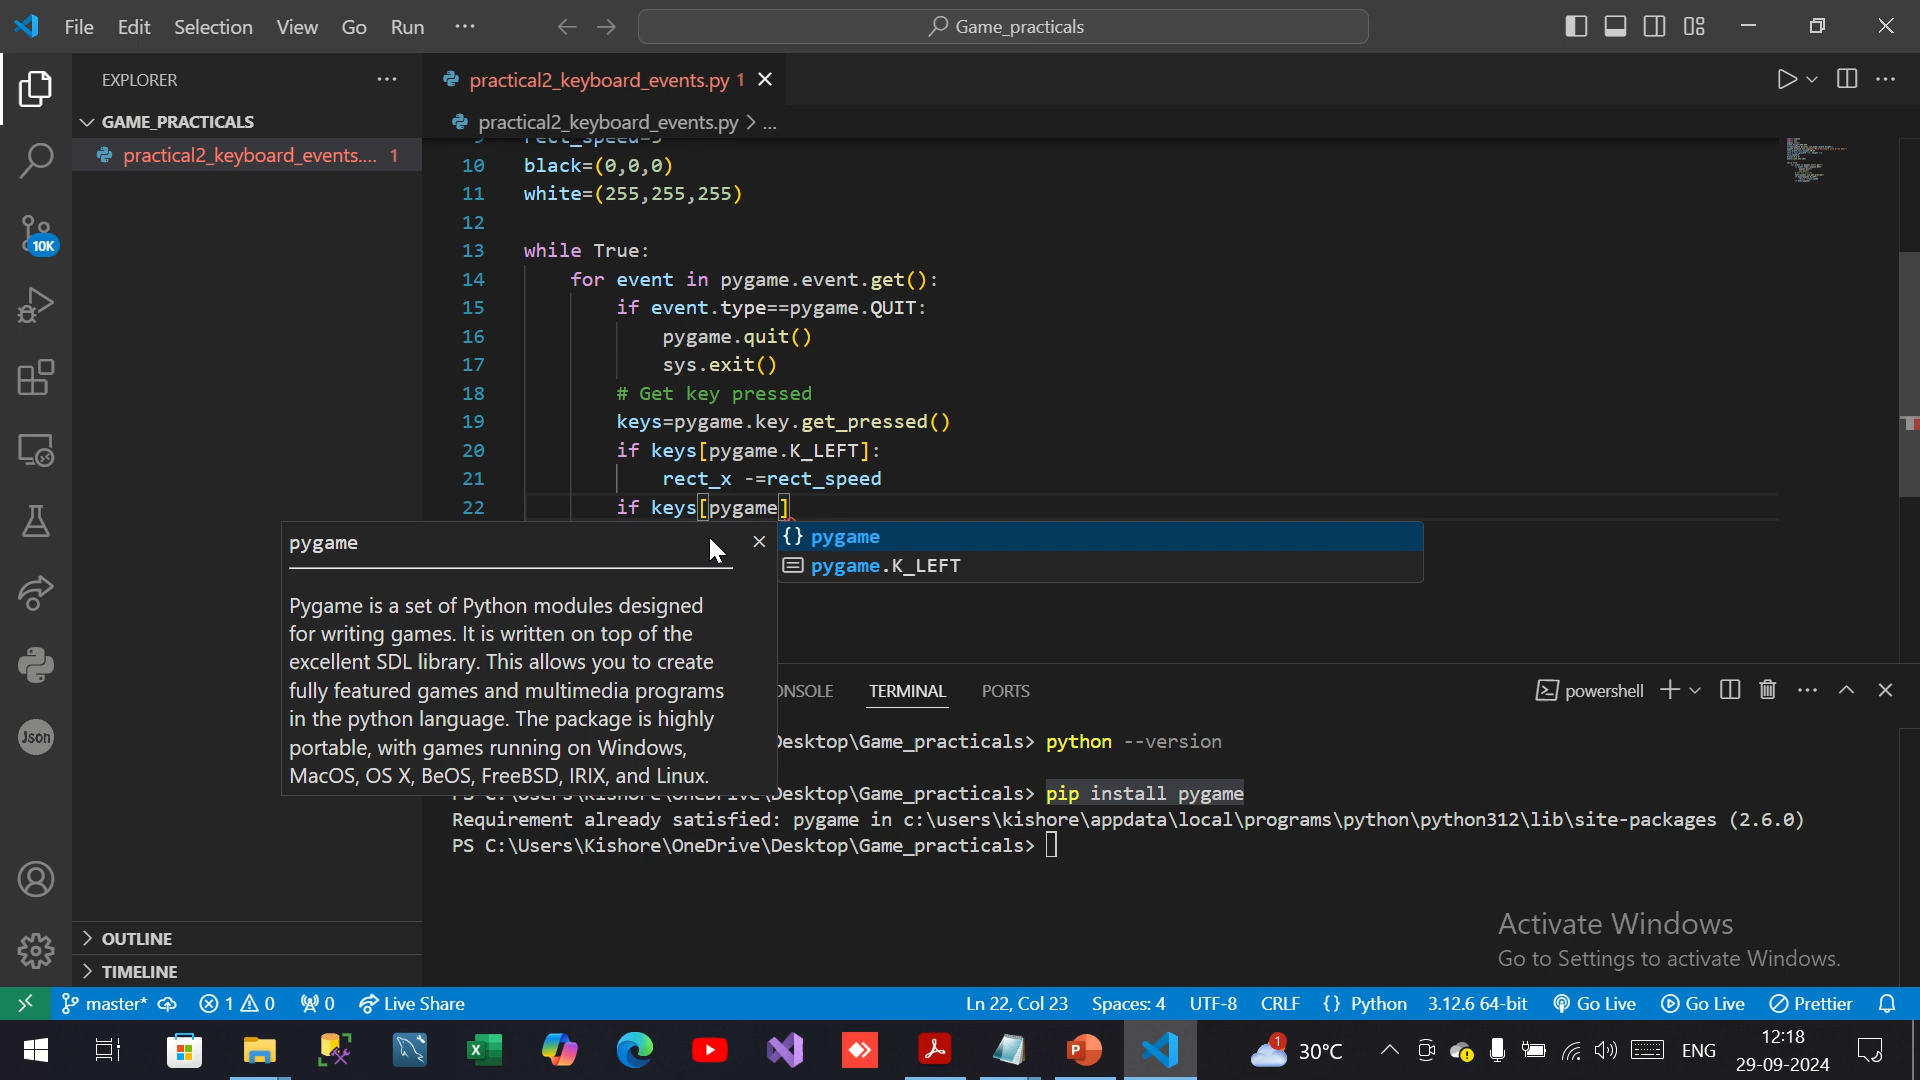 File Edit Selection View Go Run ···
Game_practicals
EXPLORER
GAME_PRACTICALS
practical2_keyboard_events.... 1
10K
Json
OUTLINE
TIMELINE
practical2_keyboard_events.py 1
practical2_keyboard_events.py > ...
10 black=(0,0,0)
11 white=(255,255,255)
12
13 while True:
14 for event in pygame.event.get():
15 if event.type==pygame.QUIT:
16 pygame.quit()
17 sys.exit()
18 # Get key pressed
19 keys=pygame.key.get_pressed()
20 if keys[pygame.K_LEFT]:
21 rect_x -=rect_speed
22 if keys[pygame]
{} pygame
pygame.K_LEFT
pygame
Pygame is a set of Python modules designed
for writing games. It is written on top of the
excellent SDL library. This allows you to create
fully featured games and multimedia programs
in the python language. The package is highly
portable, with games running on Windows,
MacOS, OS X, BeOS, FreeBSD, IRIX, and Linux.
ONSOLE TERMINAL PORTS
powershell
Desktop\Game_practicals> python --version
Desktop\Game_practicals> pip install pygame
Requirement already satisfied: pygame in c:\users\kishore\appdata\local\programs\python\python312\lib\site-packages (2.6.0)
PS C:\Users\Kishore\OneDrive\Desktop\Game_practicals>
Activate Windows
Go to Settings to activate Windows.
master* 1 0 0 Live Share Ln 22, Col 23 Spaces: 4 UTF-8 CRLF {} Python 3.12.6 64-bit Go Live Go Live Prettier
1 30°C ENG 12:18
29-09-2024